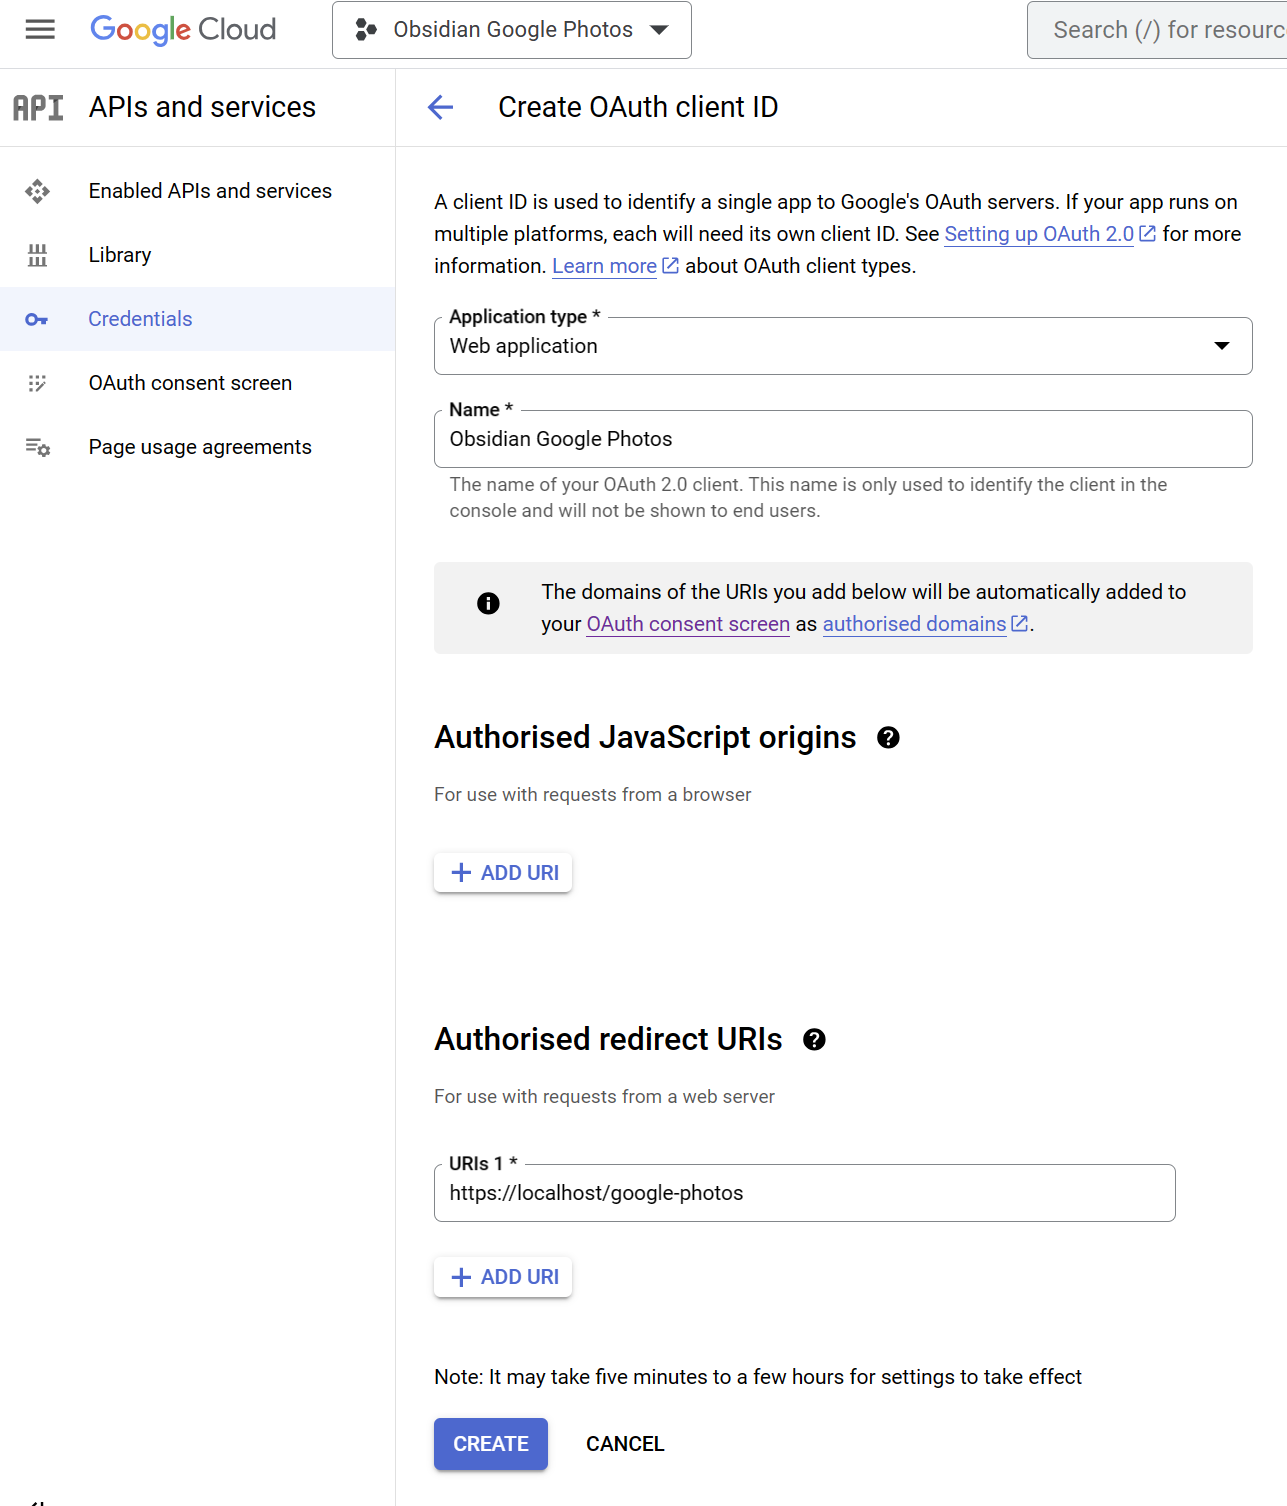 Google Cloud
Obsidian Google Photos
Search (/) for resourc
API
APIs and services
Create OAuth client ID
Enabled APIs and services
Library
Credentials
OAuth consent screen
Page usage agreements
A client ID is used to identify a single app to Google's OAuth servers. If your app runs on
multiple platforms, each will need its own client ID. See Setting up OAuth 2.0 for more
information. Learn more about OAuth client types.
Application type *
Web application
Name *
Obsidian Google Photos
The name of your OAuth 2.0 client. This name is only used to identify the client in the
console and will not be shown to end users.
The domains of the URIs you add below will be automatically added to
your OAuth consent screen as authorised domains.
Authorised JavaScript origins
For use with requests from a browser
ADD URI
Authorised redirect URIs
For use with requests from a web server
URIs 1 *
https://localhost/google-photos
ADD URI
Note: It may take five minutes to a few hours for settings to take effect
CREATE
CANCEL